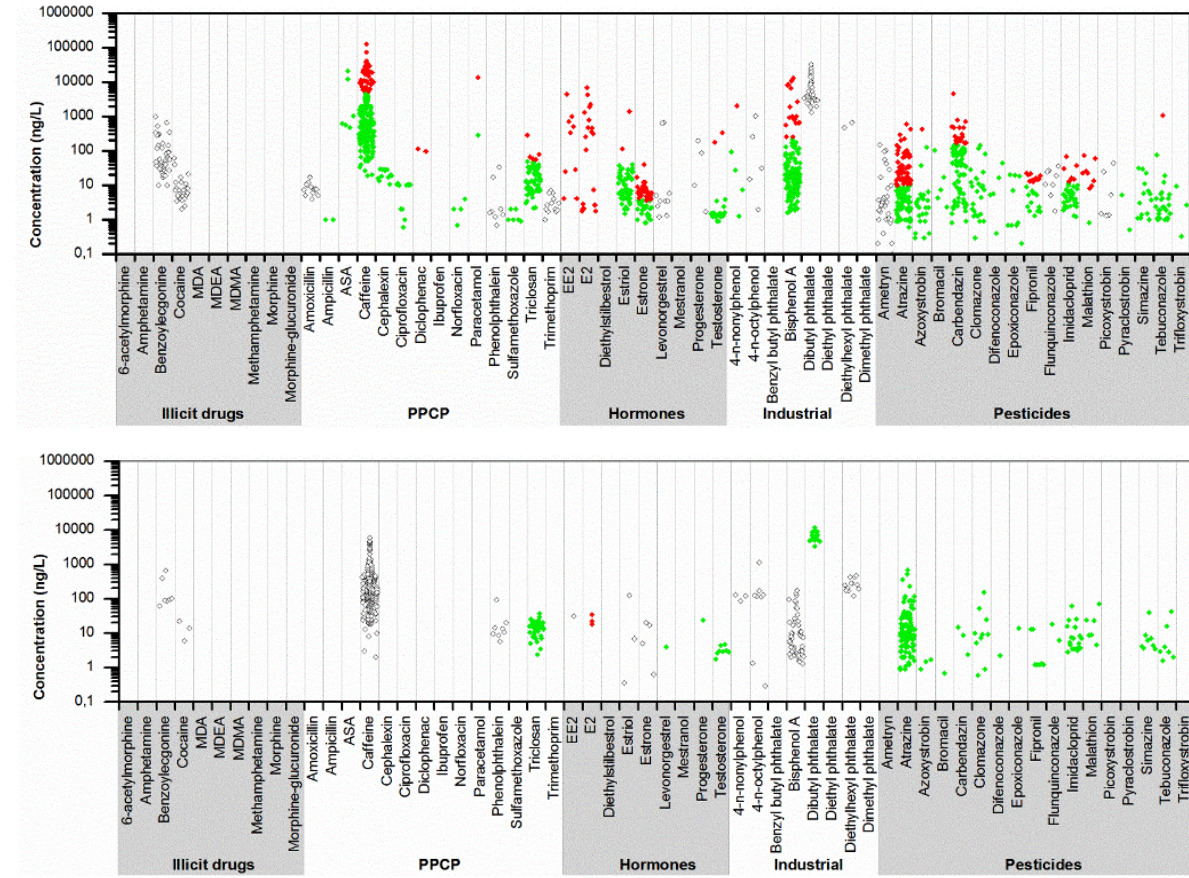 1000000
100000
10000
1000
100
10
1
0,1
Concentration (ng/L)
6-acetylmorphine
Amphetamine
Benzoylecgonine
Cocaine
MDA
MDEA
MDMA
Methamphetamine
Morphine
Morphine-glucuronide
Amoxicillin
Ampicillin
ASA
Caffeine
Cephalexin
Ciprofloxacin
Diclophenac
Ibuprofen
Norfloxacin
Paracetamol
Phenolphtalein
Sulfamethoxazole
Triclosan
Trimethoprim
EE2
E2
Diethylstilbestrol
Estriol
Estrone
Levonorgestrel
Mestranol
Progesterone
Testosterone
4-n-nonylphenol
4-n-octylphenol
Benzyl butyl phthalate
Bisphenol A
Dibutyl phthalate
Diethyl phthalate
Diethylhexyl phthalate
Dimethyl phthalate
Ametryn
Atrazine
Azoxystrobin
Bromacil
Carbendazin
Clomazone
Difenoconazole
Epoxiconazole
Fipronil
Flunquinconazole
Imidacloprid
Malathion
Picoxystrobin
Pyraclostrobin
Simazine
Tebuconazole
Trifloxystrobin
Illicit drugs
PPCP
Hormones
Industrial
Pesticides
1000000
100000
10000
1000
100
10
1
0,1
Concentration (ng/L)
6-acetylmorphine
Amphetamine
Benzoylecgonine
Cocaine
MDA
MDEA
MDMA
Methamphetamine
Morphine
Morphine-glucuronide
Amoxicillin
Ampicillin
ASA
Caffeine
Cephalexin
Ciprofloxacin
Diclophenac
Ibuprofen
Norfloxacin
Paracetamol
Phenolphtalein
Sulfamethoxazole
Triclosan
Trimethoprim
EE2
E2
Diethylstilbestrol
Estriol
Estrone
Levonorgestrel
Mestranol
Progesterone
Testosterone
4-n-nonylphenol
4-n-octylphenol
Benzyl butyl phthalate
Bisphenol A
Dibutyl phthalate
Diethyl phthalate
Diethylhexyl phthalate
Dimethyl phthalate
Ametryn
Atrazine
Azoxystrobin
Bromacil
Carbendazin
Clomazone
Difenoconazole
Epoxiconazole
Fipronil
Flunquinconazole
Imidacloprid
Malathion
Picoxystrobin
Pyraclostrobin
Simazine
Tebuconazole
Trifloxystrobin
Illicit drugs
PPCP
Hormones
Industrial
Pesticides